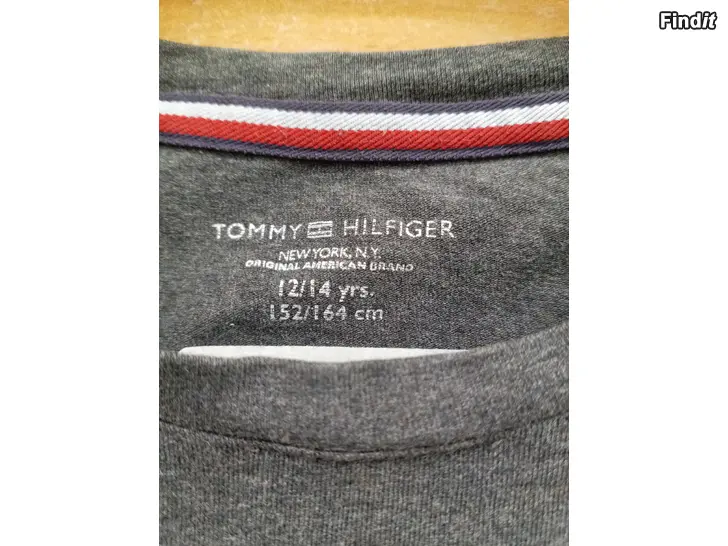 Findit
TOMMY HILFIGER
NEW YORK, N.Y.
ORIGINAL AMERICAN BRAND
12/14 yrs.
152/164 cm